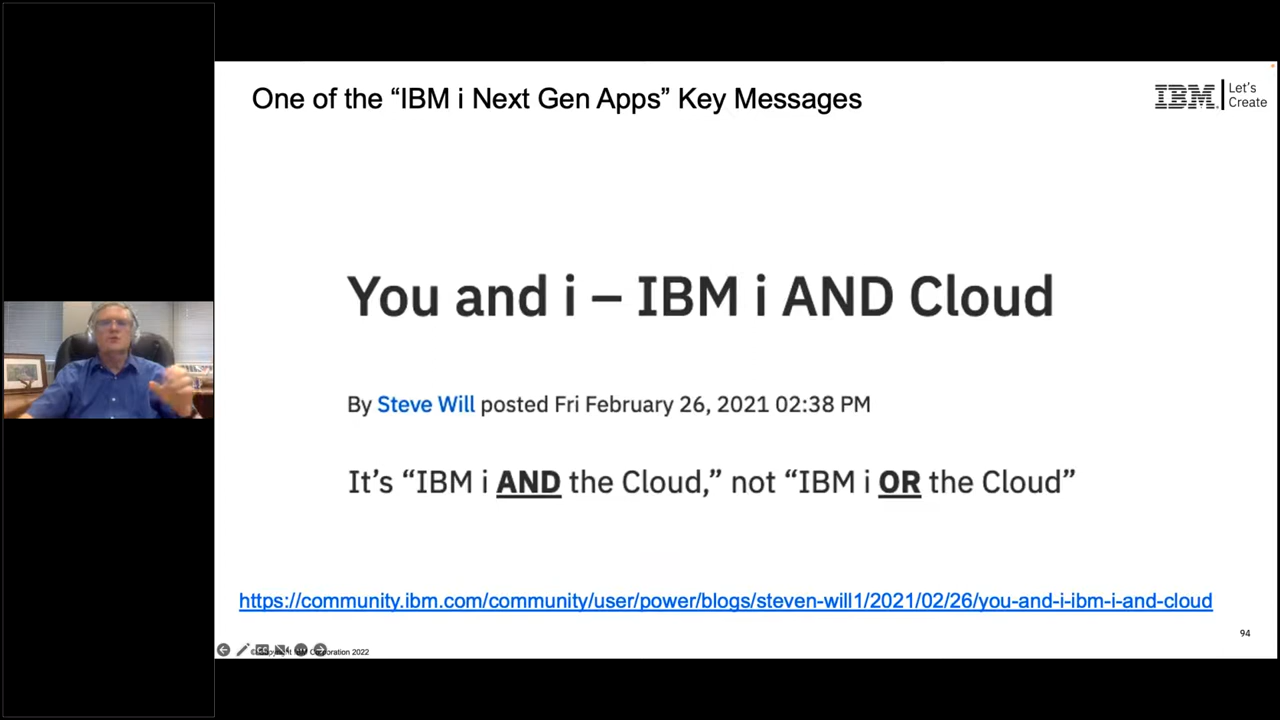 One of the “IBM i Next Gen Apps” Key Messages
IBM
Let’s
Create
You and i – IBM i AND Cloud
By Steve Will posted Fri February 26, 2021 02:38 PM
It’s “IBM i AND the Cloud,” not “IBM i OR the Cloud”
https://community.ibm.com/community/user/power/blogs/steven-will1/2021/02/26/you-and-i-ibm-i-and-cloud
94
Corporation 2022